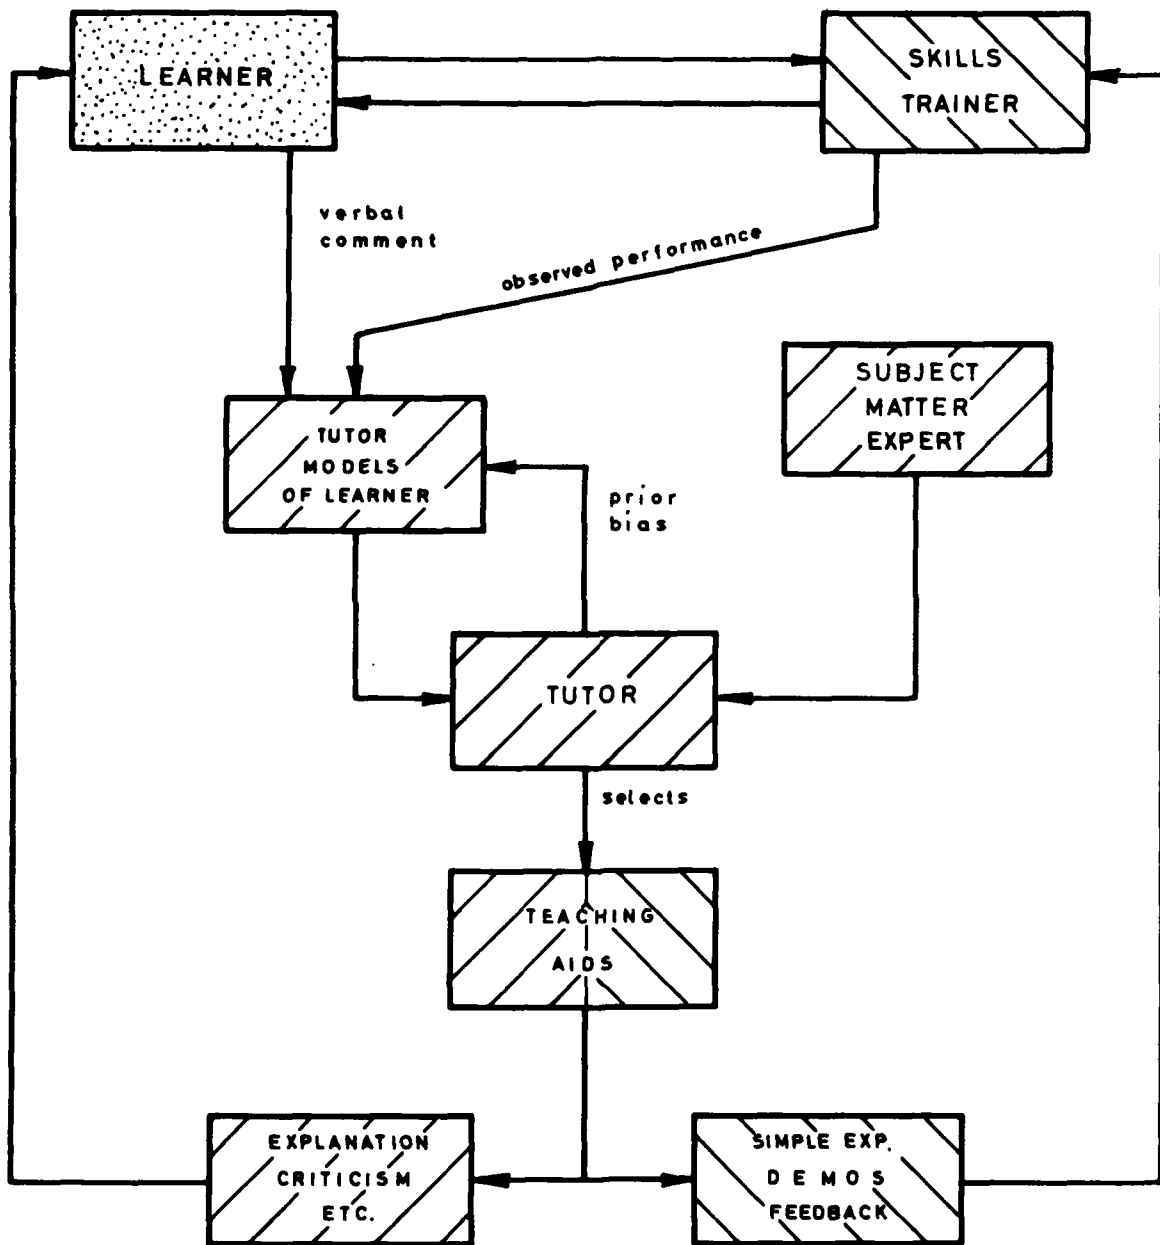 LEARNER
SKILLS
TRAINER
verbal
comment
observed performance
SUBJECT
MATTER
EXPERT
TUTOR
MODELS
OF LEARNER
prior
bias
TUTOR
selects
TEACHING
AIDS
EXPLANATION
CRITICISM
ETC.
SIMPLE EXP.
DEMOS
FEEDBACK